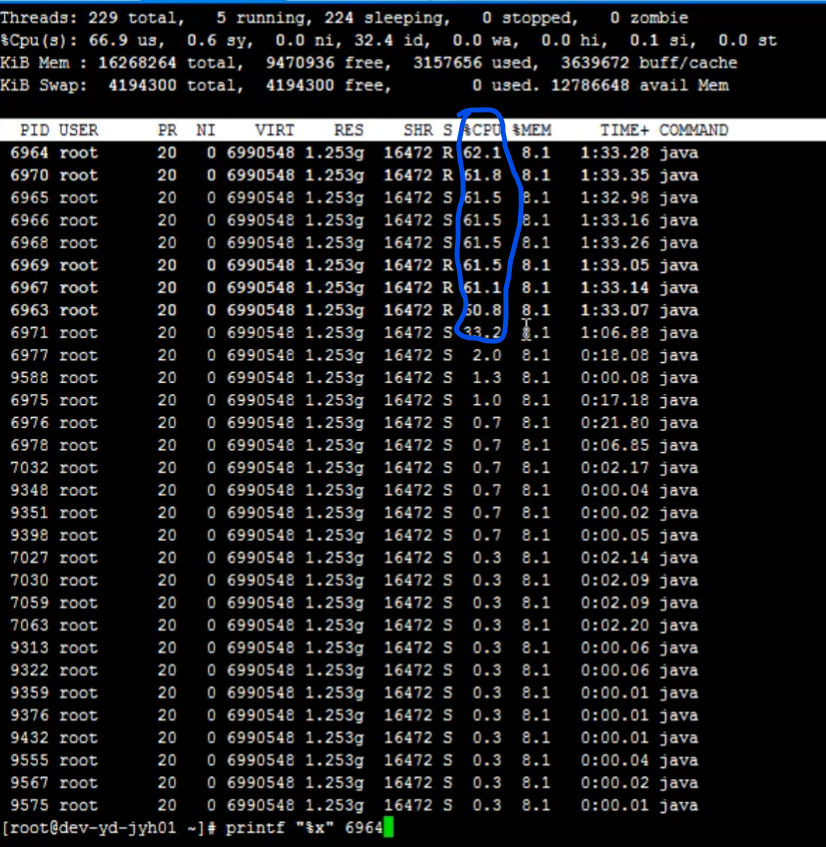 Threads: 229 total,   5 running, 224 sleeping,   0 stopped,   0 zombie
%Cpu(s): 66.9 us,  0.6 sy,  0.0 ni, 32.4 id,  0.0 wa,  0.0 hi,  0.1 si,  0.0 st
KiB Mem : 16268264 total,  9470936 free,  3157656 used,  3639672 buff/cache
KiB Swap:  4194300 total,  4194300 free,        0 used. 12786648 avail Mem
PID USER      PR  NI    VIRT    RES    SHR S %CPU %MEM     TIME+ COMMAND
6964 root      20   0 6990548 1.253g  16472 R 62.1  8.1   1:33.28 java
6970 root      20   0 6990548 1.253g  16472 R 61.8  8.1   1:33.35 java
6965 root      20   0 6990548 1.253g  16472 S 61.5  8.1   1:32.98 java
6966 root      20   0 6990548 1.253g  16472 S 61.5  8.1   1:33.16 java
6968 root      20   0 6990548 1.253g  16472 S 61.5  8.1   1:33.26 java
6969 root      20   0 6990548 1.253g  16472 R 61.5  8.1   1:33.05 java
6967 root      20   0 6990548 1.253g  16472 R 61.1  8.1   1:33.14 java
6963 root      20   0 6990548 1.253g  16472 R 60.8  8.1   1:33.07 java
6971 root      20   0 6990548 1.253g  16472 S 33.2  8.1   1:06.88 java
6977 root      20   0 6990548 1.253g  16472 S  2.0  8.1   0:18.08 java
9588 root      20   0 6990548 1.253g  16472 S  1.3  8.1   0:00.08 java
6975 root      20   0 6990548 1.253g  16472 S  1.0  8.1   0:17.18 java
6976 root      20   0 6990548 1.253g  16472 S  0.7  8.1   0:21.80 java
6978 root      20   0 6990548 1.253g  16472 S  0.7  8.1   0:06.85 java
7032 root      20   0 6990548 1.253g  16472 S  0.7  8.1   0:02.17 java
9348 root      20   0 6990548 1.253g  16472 S  0.7  8.1   0:00.04 java
9351 root      20   0 6990548 1.253g  16472 S  0.7  8.1   0:00.02 java
9398 root      20   0 6990548 1.253g  16472 S  0.7  8.1   0:00.05 java
7027 root      20   0 6990548 1.253g  16472 S  0.3  8.1   0:02.14 java
7030 root      20   0 6990548 1.253g  16472 S  0.3  8.1   0:02.09 java
7059 root      20   0 6990548 1.253g  16472 S  0.3  8.1   0:02.09 java
7063 root      20   0 6990548 1.253g  16472 S  0.3  8.1   0:02.20 java
9313 root      20   0 6990548 1.253g  16472 S  0.3  8.1   0:00.06 java
9322 root      20   0 6990548 1.253g  16472 S  0.3  8.1   0:00.06 java
9359 root      20   0 6990548 1.253g  16472 S  0.3  8.1   0:00.01 java
9376 root      20   0 6990548 1.253g  16472 S  0.3  8.1   0:00.01 java
9432 root      20   0 6990548 1.253g  16472 S  0.3  8.1   0:00.01 java
9555 root      20   0 6990548 1.253g  16472 S  0.3  8.1   0:00.04 java
9567 root      20   0 6990548 1.253g  16472 S  0.3  8.1   0:00.02 java
9575 root      20   0 6990548 1.253g  16472 S  0.3  8.1   0:00.01 java
[root@dev-yd-jyh01 ~]# printf "%x" 6964